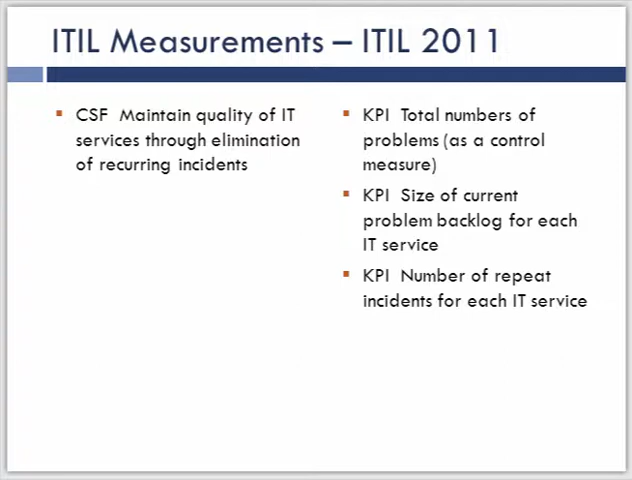 ITIL Measurements – ITIL 2011
CSF Maintain quality of IT
services through elimination
of recurring incidents
KPI Total numbers of
problems (as a control
measure)
KPI Size of current
problem backlog for each
IT service
KPI Number of repeat
incidents for each IT service